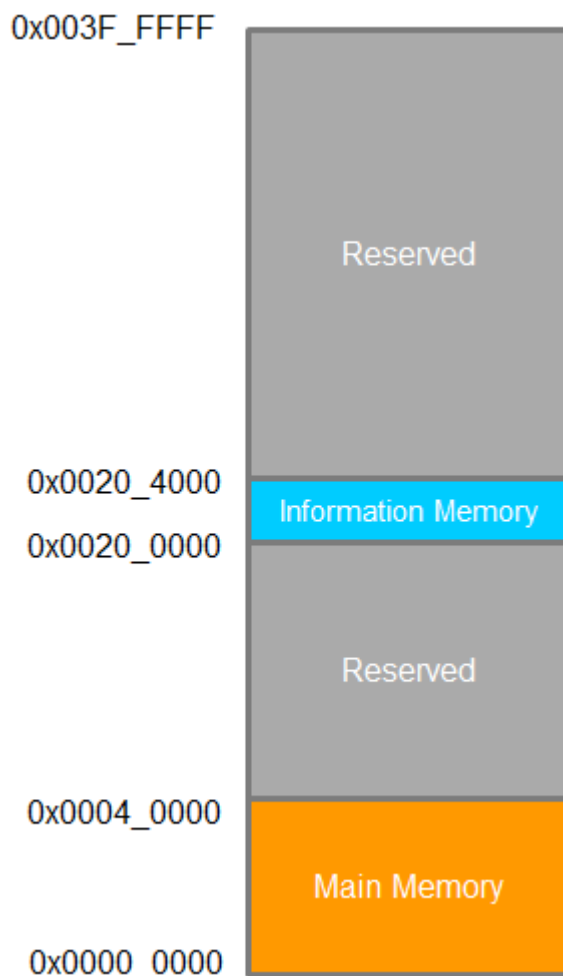 0x003F_FFFF
Reserved
0x0020_4000
Information Memory
0x0020_0000
Reserved
0x0004_0000
Main Memory
0x0000_0000